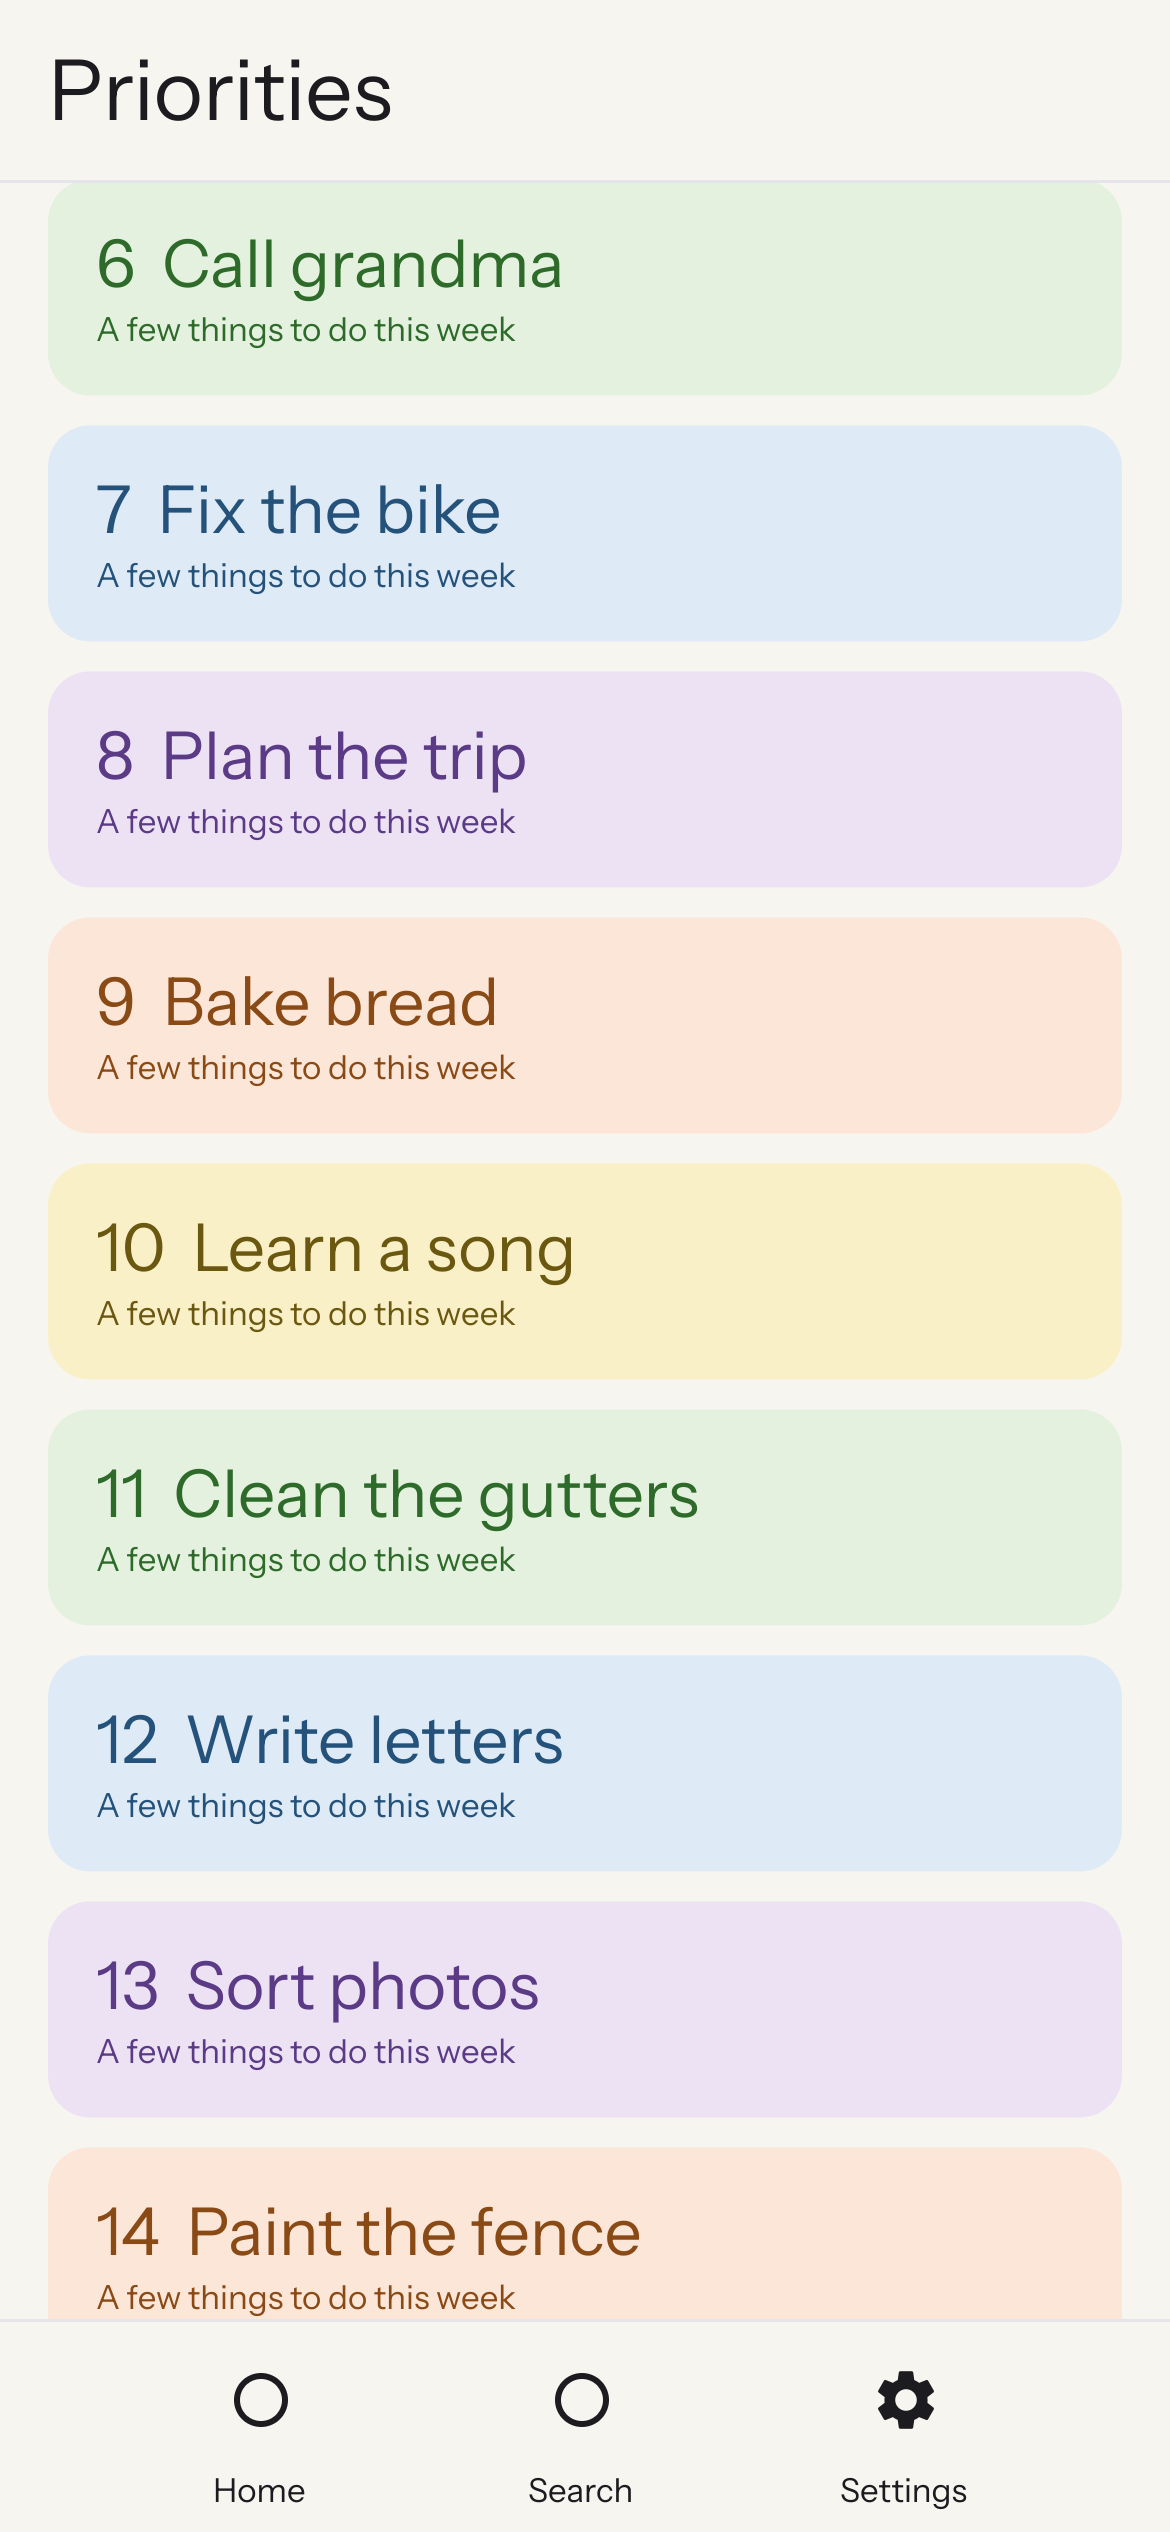 Priorities
6 Call grandma
A few things to do this week
7 Fix the bike
A few things to do this week
8 Plan the trip
A few things to do this week
9 Bake bread
A few things to do this week
10 Learn a song
A few things to do this week
11 Clean the gutters
A few things to do this week
12 Write letters
A few things to do this week
13 Sort photos
A few things to do this week
14 Paint the fence
A few things to do this week
Home Search Settings